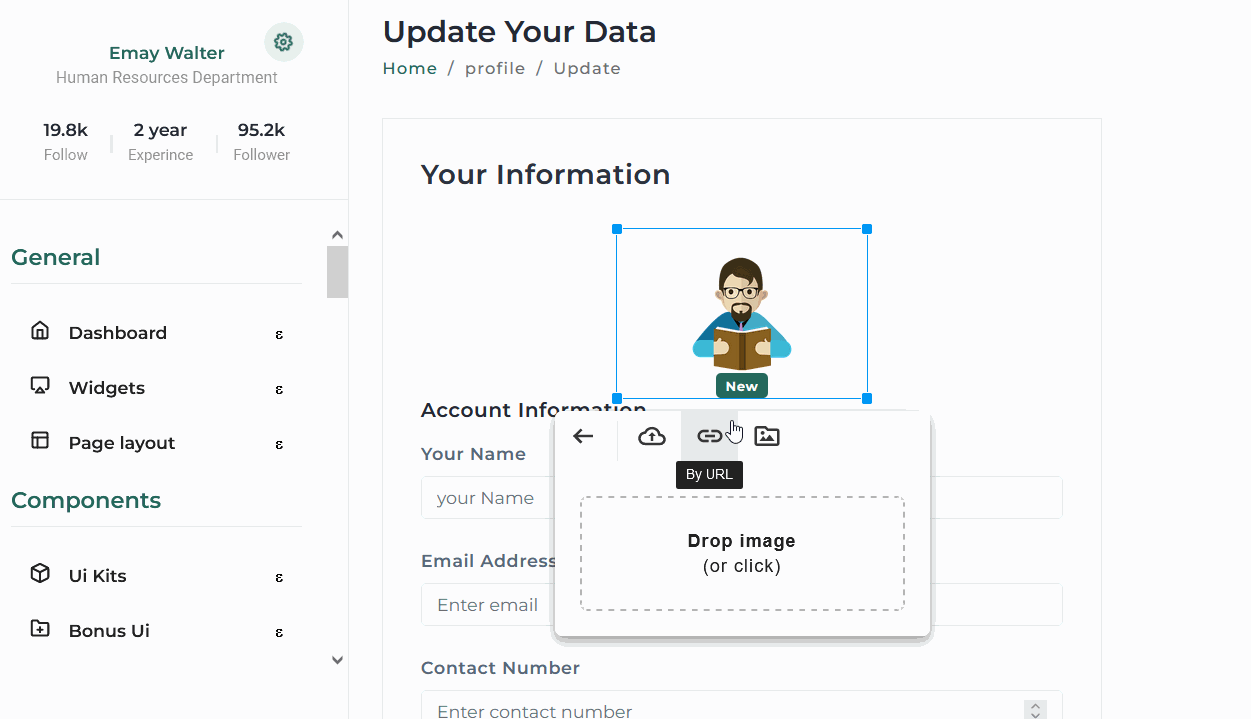 Emay Walter
Human Resources Department
19.8k
Follow
2 year
Experince
95.2k
Follower
General
Dashboard
ε
Widgets
ε
Page layout
ε
Components
Ui Kits
ε
Bonus Ui
ε
Update Your Data
Home / profile / Update
Your Information
New
Account Information
Your Name
your Name
By URL
Drop image
(or click)
Email Address
Enter email
Contact Number
Enter contact number